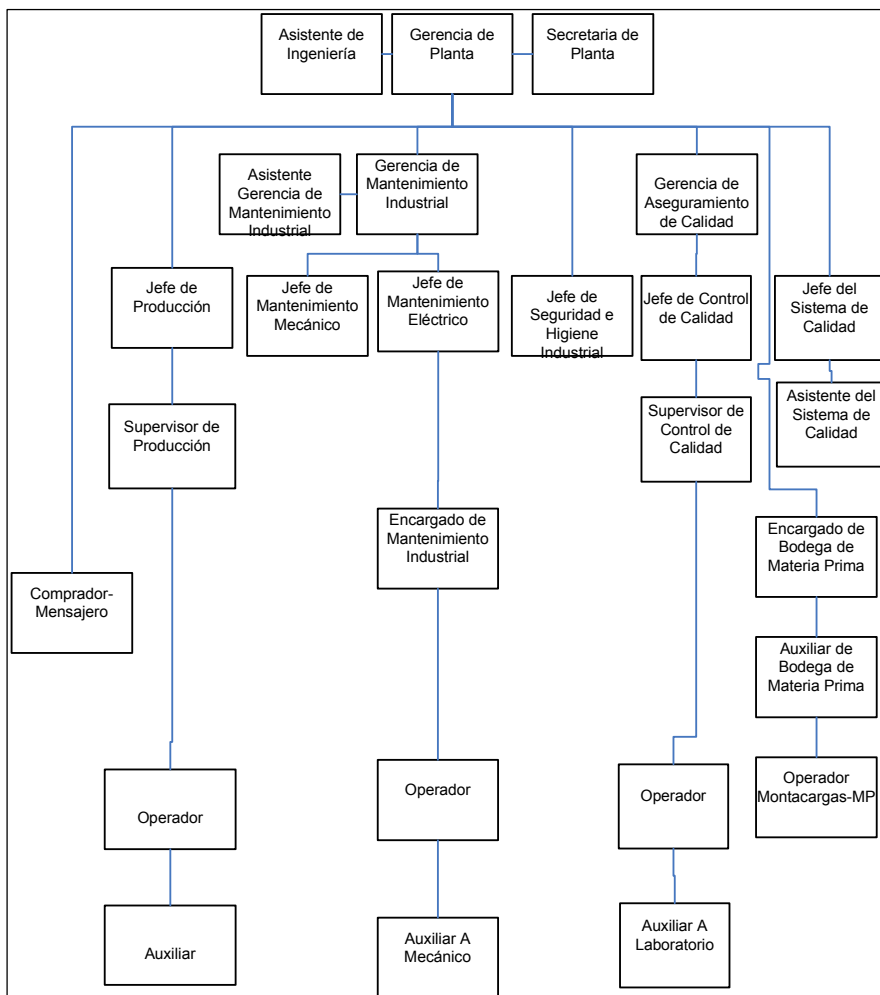 Asistente de
Ingeniería
Gerencia de
Planta
Secretaria de
Planta
Asistente
Gerencia de
Mantenimiento
Industrial
Gerencia de
Mantenimiento
Industrial
Gerencia de
Aseguramiento
de Calidad
Jefe de
Producción
Jefe de
Mantenimiento
Mecánico
Jefe de
Mantenimiento
Eléctrico
Jefe de
Seguridad e
Higiene
Industrial
Jefe de Control
de Calidad
Jefe del
Sistema de
Calidad
Supervisor de
Producción
Supervisor de
Control de
Calidad
Asistente del
Sistema de
Calidad
Encargado de
Mantenimiento
Industrial
Encargado de
Bodega de
Materia Prima
Comprador-
Mensajero
Auxiliar de
Bodega de
Materia Prima
Operador
Operador
Operador
Operador
Montacargas-MP
Auxiliar
Auxiliar A
Mecánico
Auxiliar A
Laboratorio